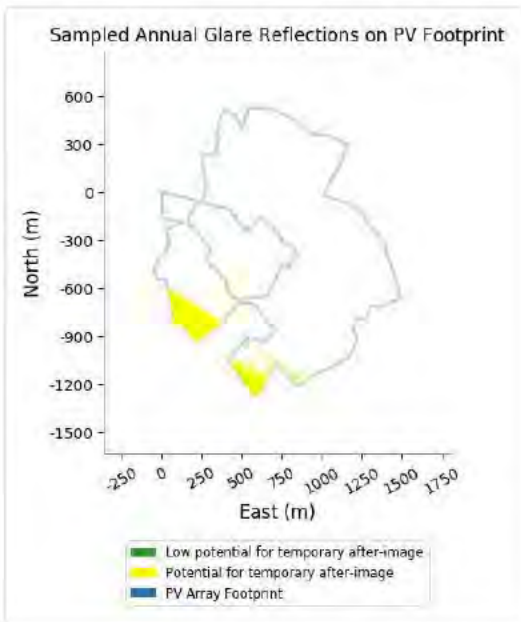 Sampled Annual Glare Reflections on PV Footprint
North (m)
600
300
0
-300
-600
-900
-1200
-1500
-250 0 250 500 750 1000 1250 1500 1750
East (m)
Low potential for temporary after-image
Potential for temporary after-image
PV Array Footprint